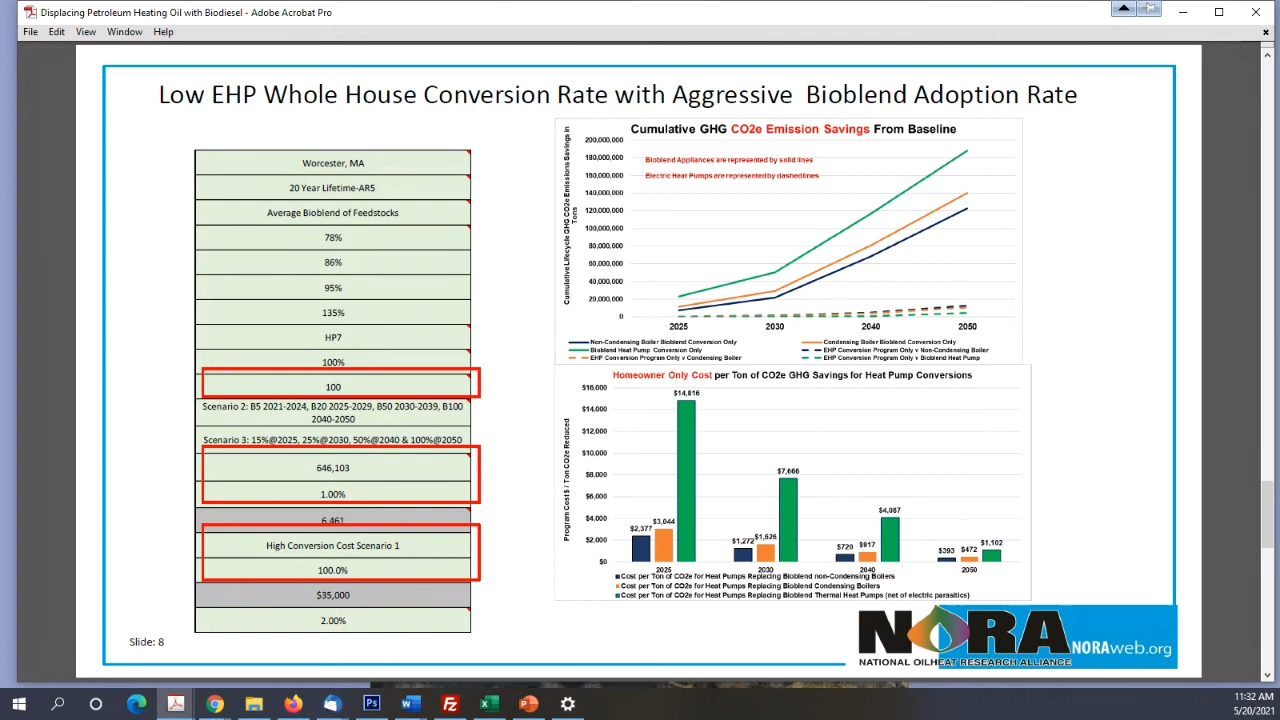 Displacing Petroleum Heating Oil with Biodiesel - Adobe Acrobat Pro
File Edit View Window Help
Low EHP Whole House Conversion Rate with Aggressive Bioblend Adoption Rate
Worcester, MA
20 Year Lifetime-AR5
Average Bioblend of Feedstocks
78%
86%
95%
135%
HP7
100%
100
Scenario 2: B5 2021-2024, B20 2025-2029, B50 2030-2039, B100
2040-2050
Scenario 3: 15%@2025, 25%@2030, 50%@2040 & 100%@2050
646,103
1.00%
6,461
High Conversion Cost Scenario 1
100.0%
$35,000
2.00%
Slide: 8
Cumulative GHG CO2e Emission Savings From Baseline
Cumulative Lifecycle GHG CO2e Emissions Savings in
Tons
200,000,000
180,000,000
160,000,000
140,000,000
120,000,000
100,000,000
80,000,000
60,000,000
40,000,000
20,000,000
0
Bioblend Appliances are represented by solid lines
Electric Heat Pumps are represented by dashedlines
2025 2030 2040 2050
Non-Condensing Boiler Bioblend Conversion Only
Condensing Boiler Bioblend Conversion Only
Bioblend Heat Pump Conversion Only
EHP Conversion Program Only v Non-Condensing Boiler
EHP Conversion Program Only v Condensing Boiler
EHP Conversion Program Only v Bioblend Heat Pump
Homeowner Only Cost per Ton of CO2e GHG Savings for Heat Pump Conversions
Program Cost $ / Ton CO2e Reduced
$16,000
$14,000
$12,000
$10,000
$8,000
$6,000
$4,000
$2,000
$0
$2,377 $3,044 $14,816
$1,272 $1,626 $7,666
$720 $917 $4,087
$393 $472 $1,102
2025 2030 2040 2050
Cost per Ton of CO2e for Heat Pumps Replacing Bioblend non-Condensing Boilers
Cost per Ton of CO2e for Heat Pumps Replacing Bioblend Condensing Boilers
Cost per Ton of CO2e for Heat Pumps Replacing Bioblend Thermal Heat Pumps (net of electric parasitics)
NORA
NORAweb.org
NATIONAL OILHEAT RESEARCH ALLIANCE
11:32 AM
5/20/2021